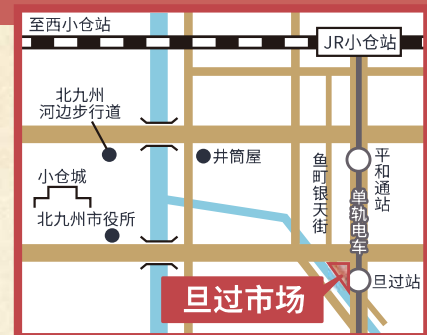 至西小仓站
JR小仓站
北九州
河边步行道
井筒屋
平和通站
鱼町银天街
小仓城
北九州市役所
单轨电车
旦过站
旦过市场